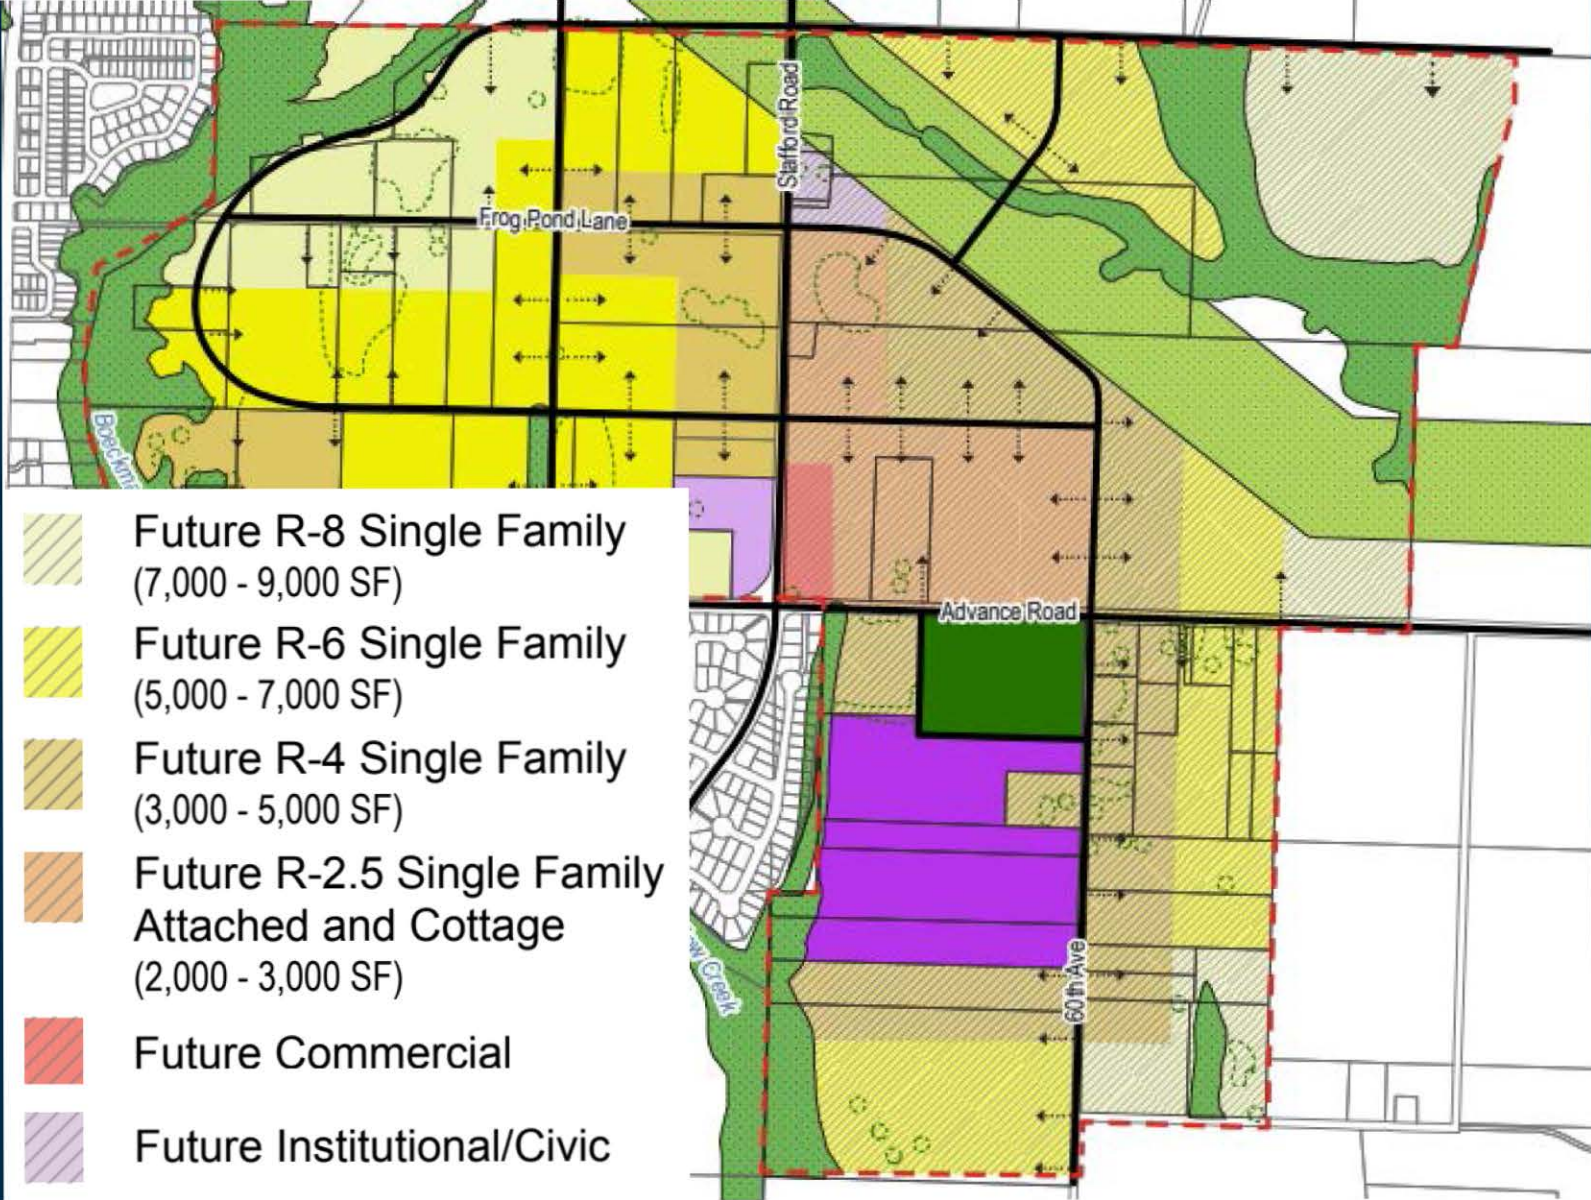 Stafford Road
Frog Pond Lane
Boeckma
Advance Road
60th Ave
w Creek
Future R-8 Single Family
(7,000 - 9,000 SF)
Future R-6 Single Family
(5,000 - 7,000 SF)
Future R-4 Single Family
(3,000 - 5,000 SF)
Future R-2.5 Single Family
Attached and Cottage
(2,000 - 3,000 SF)
Future Commercial
Future Institutional/Civic